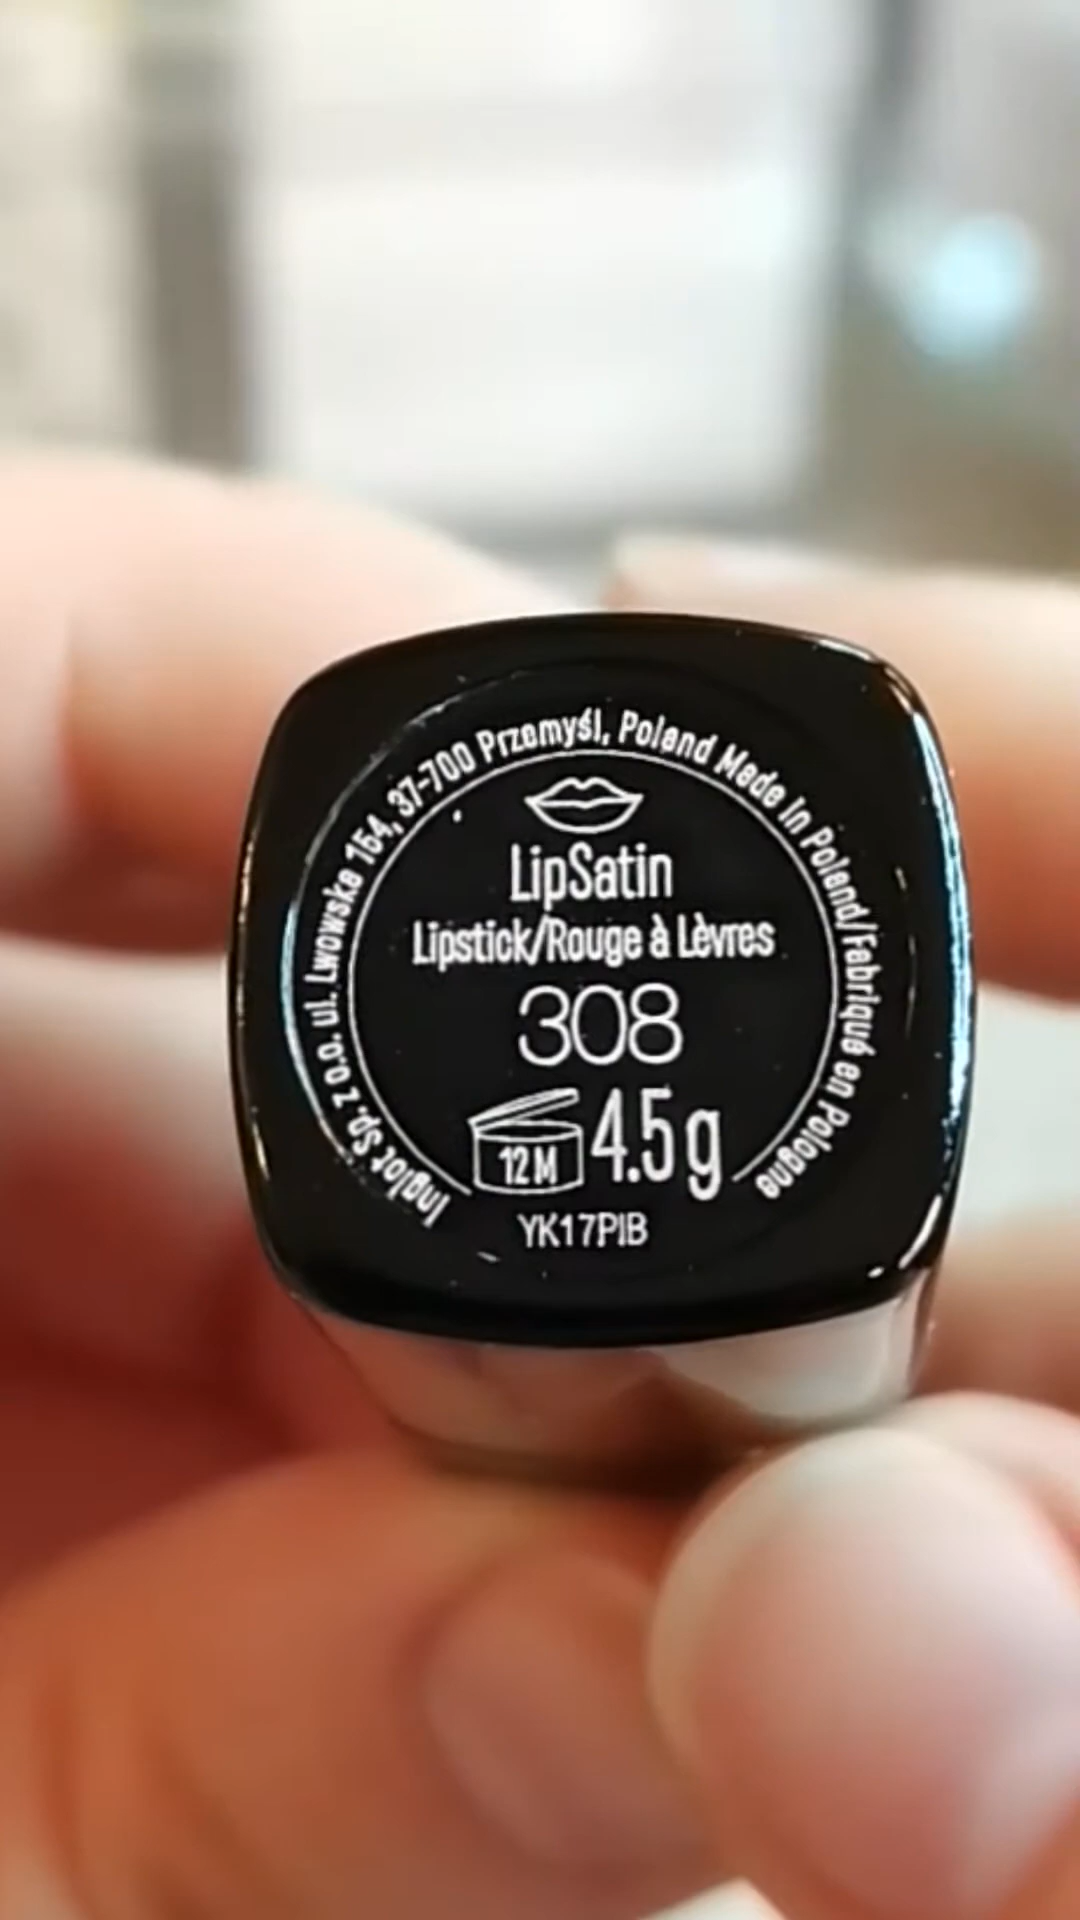 Inglot Sp. z o.o. ul. Lwowska 154, 37-700 Przemyśl, Poland Made in Poland/Fabriqué en Pologne
LipSatin
Lipstick/Rouge à Lèvres
308
12M 4.5g
YK17PIB